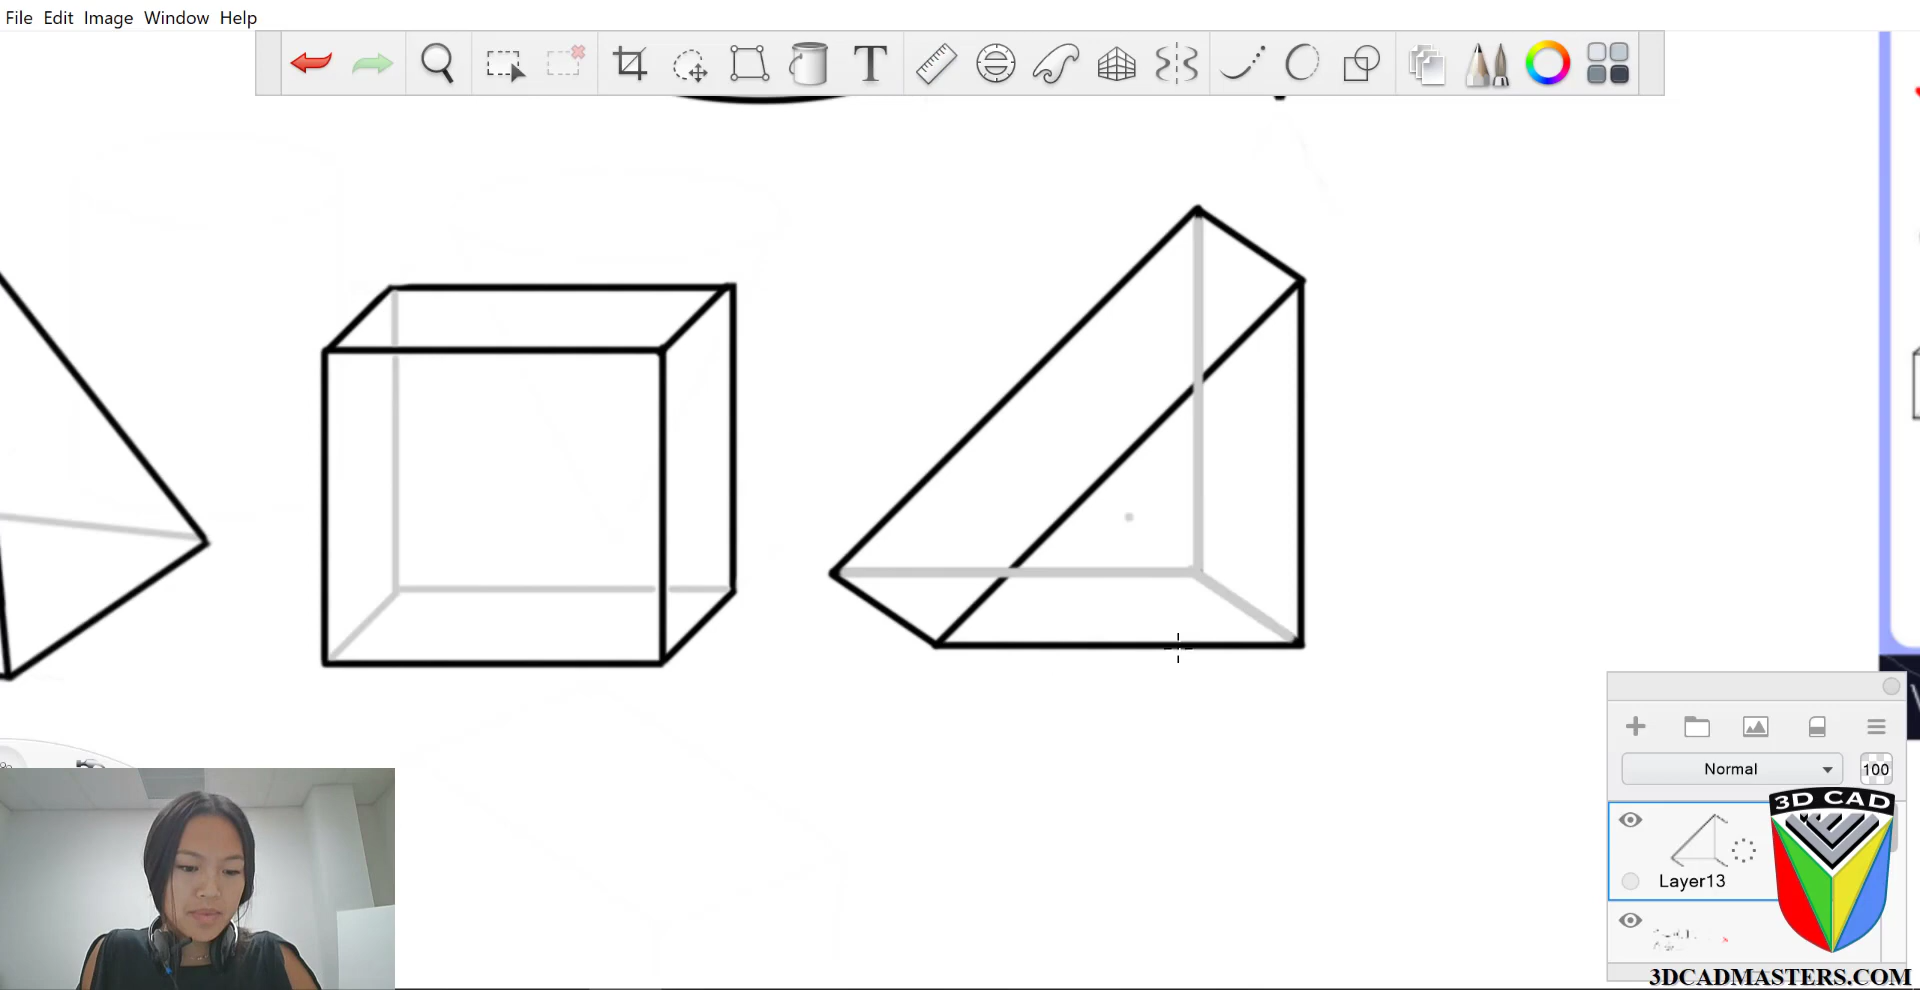 File Edit Image Window Help
T
Normal
100
3D CAD
Layer13
3DCADMASTERS.COM